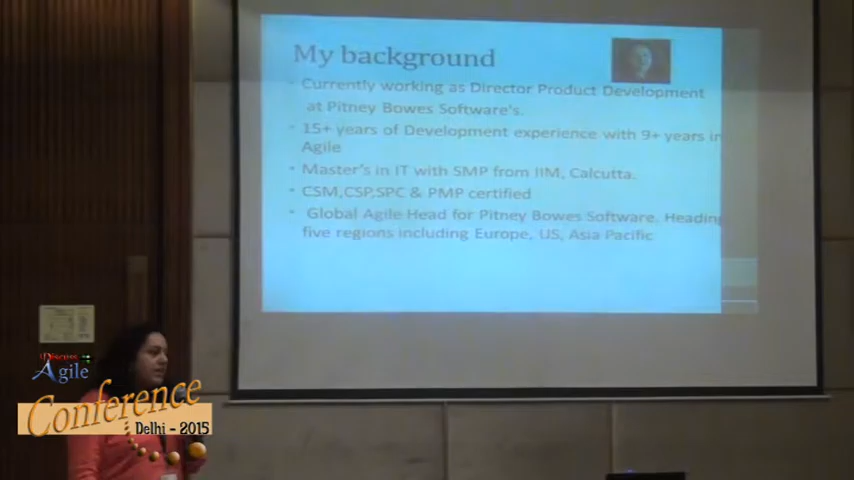 My background
• Currently working as Director Product Development
at Pitney Bowes Software's.
• 15+ years of Development experience with 9+ years in
Agile
• Master's in IT with SMP from IIM, Calcutta.
• CSM,CSP,SPC & PMP certified
• Global Agile Head for Pitney Bowes Software. Heading
five regions including Europe, US, Asia Pacific
Discuss
Agile
Conference
Delhi - 2015